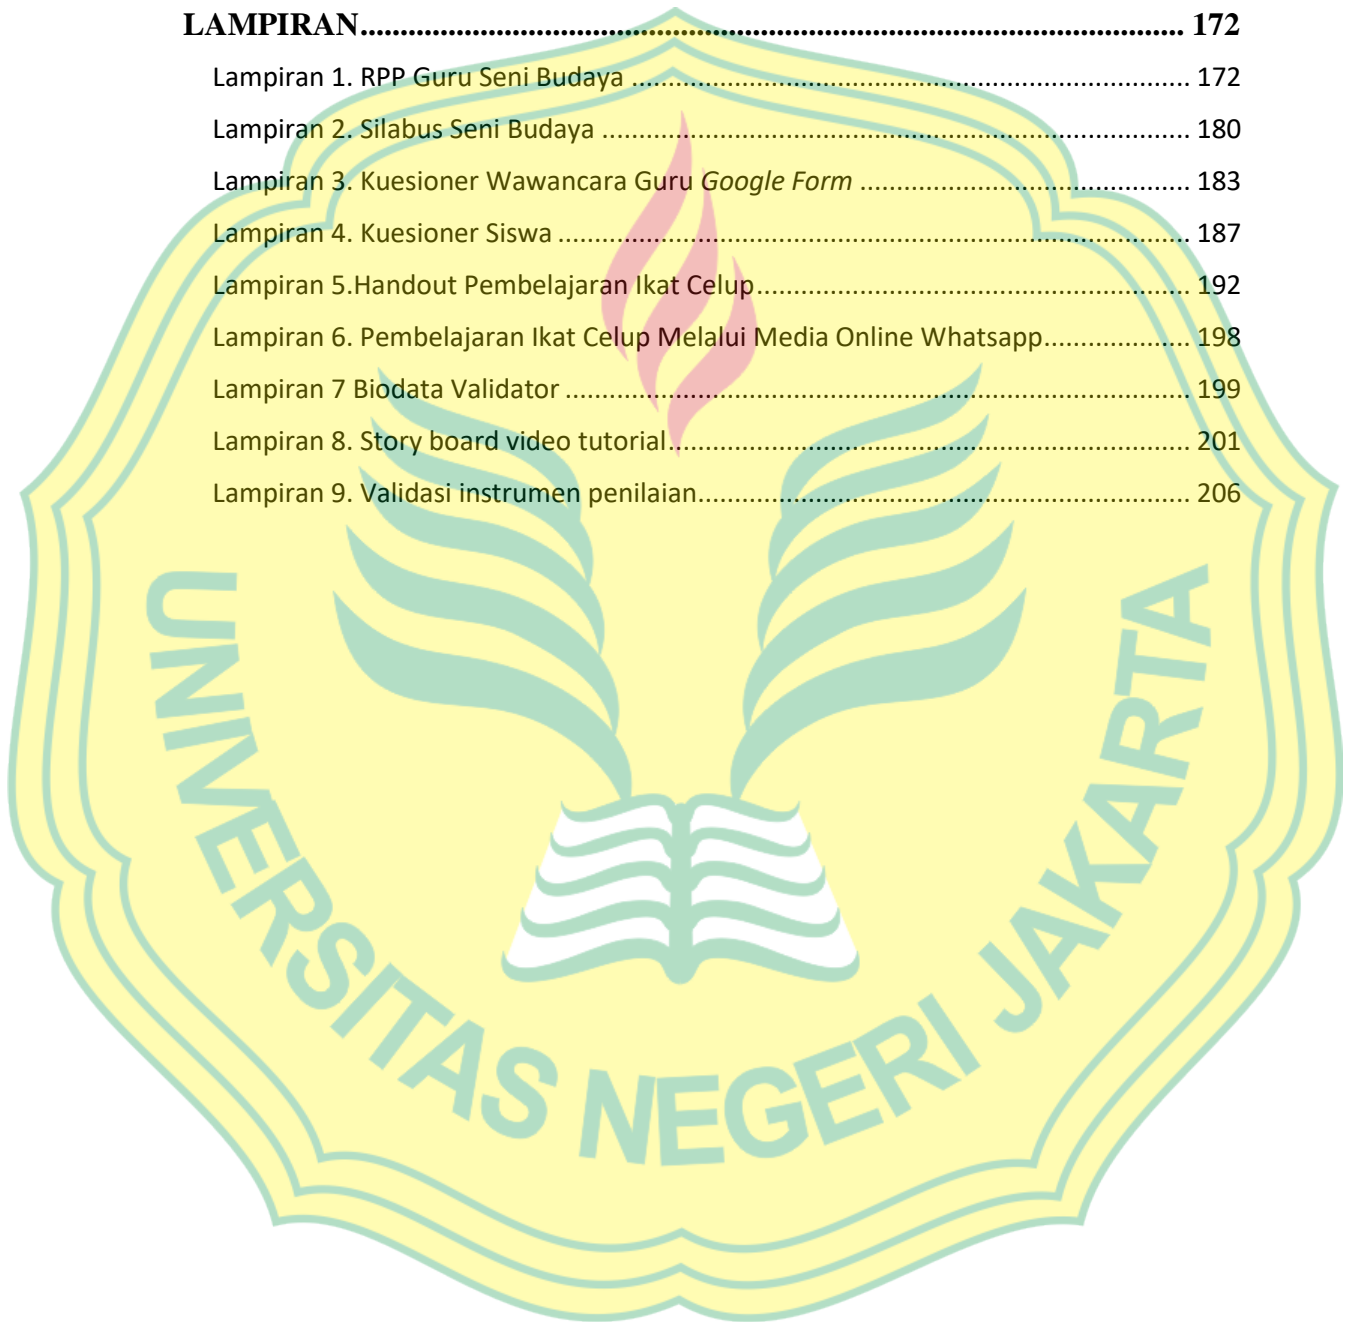 LAMPIRAN.......................................................................................................... 172
Lampiran 1. RPP Guru Seni Budaya ................................................................................ 172
Lampiran 2. Silabus Seni Budaya .................................................................................... 180
Lampiran 3. Kuesioner Wawancara Guru Google Form ............................................... 183
Lampiran 4. Kuesioner Siswa .......................................................................................... 187
Lampiran 5.Handout Pembelajaran Ikat Celup.............................................................. 192
Lampiran 6. Pembelajaran Ikat Celup Melalui Media Online Whatsapp..................... 198
Lampiran 7 Biodata Validator ......................................................................................... 199
Lampiran 8. Story board video tutorial........................................................................... 201
Lampiran 9. Validasi instrumen penilaian...................................................................... 206
UNIVERSITAS NEGERI JAKARTA